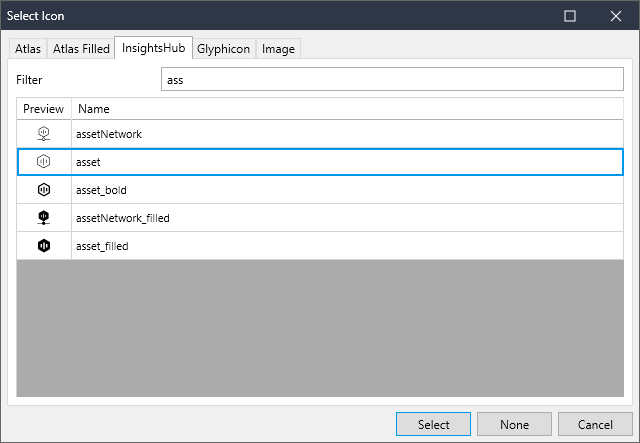 Select Icon
Atlas Atlas Filled InsightsHub Glyphicon Image
Filter ass
Preview Name
assetNetwork
asset
asset_bold
assetNetwork_filled
asset_filled
Select None Cancel